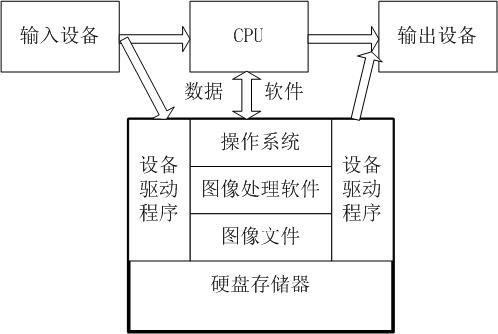 输入设备
CPU
输出设备
数据
软件
设备
驱动
程序
操作系统
图像处理软件
图像文件
设备
驱动
程序
硬盘存储器